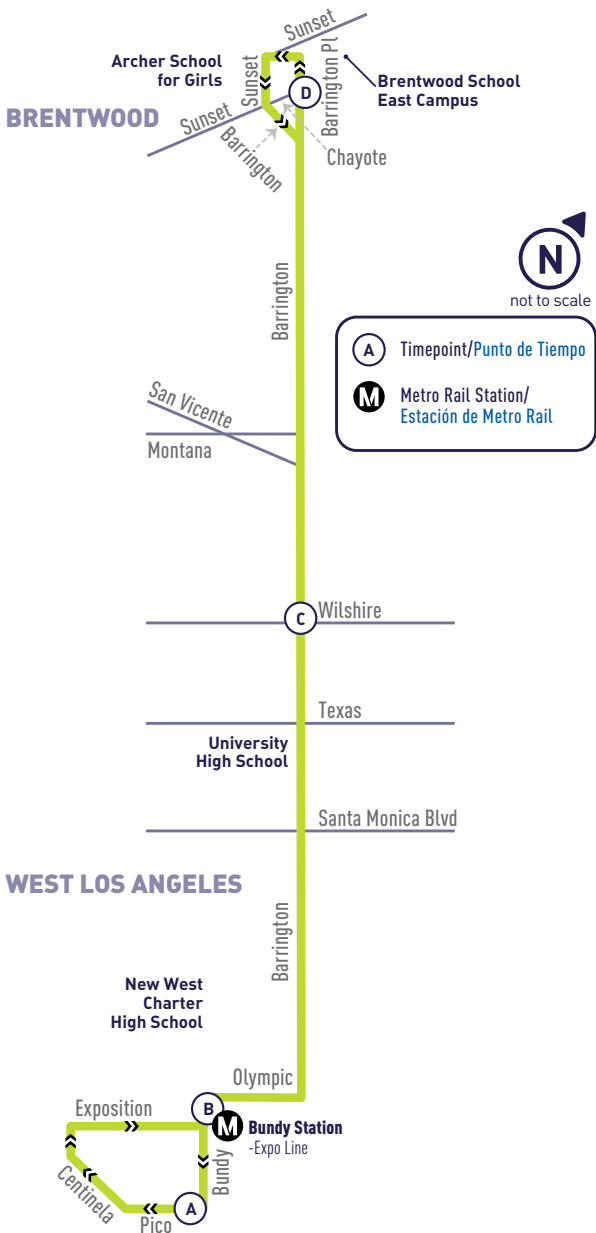 Sunset
Archer School
for Girls
Sunset
Barrington Pl
Brentwood School
East Campus
D
BRENTWOOD
Sunset
Barrington
Chayote
N
not to scale
Barrington
A Timepoint/Punto de Tiempo
M Metro Rail Station/
Estación de Metro Rail
San Vicente
Montana
C
Wilshire
Texas
University
High School
Santa Monica Blvd
WEST LOS ANGELES
Barrington
New West
Charter
High School
Olympic
Exposition
B
M
Bundy Station
-Expo Line
Bundy
Centinela
A
Pico